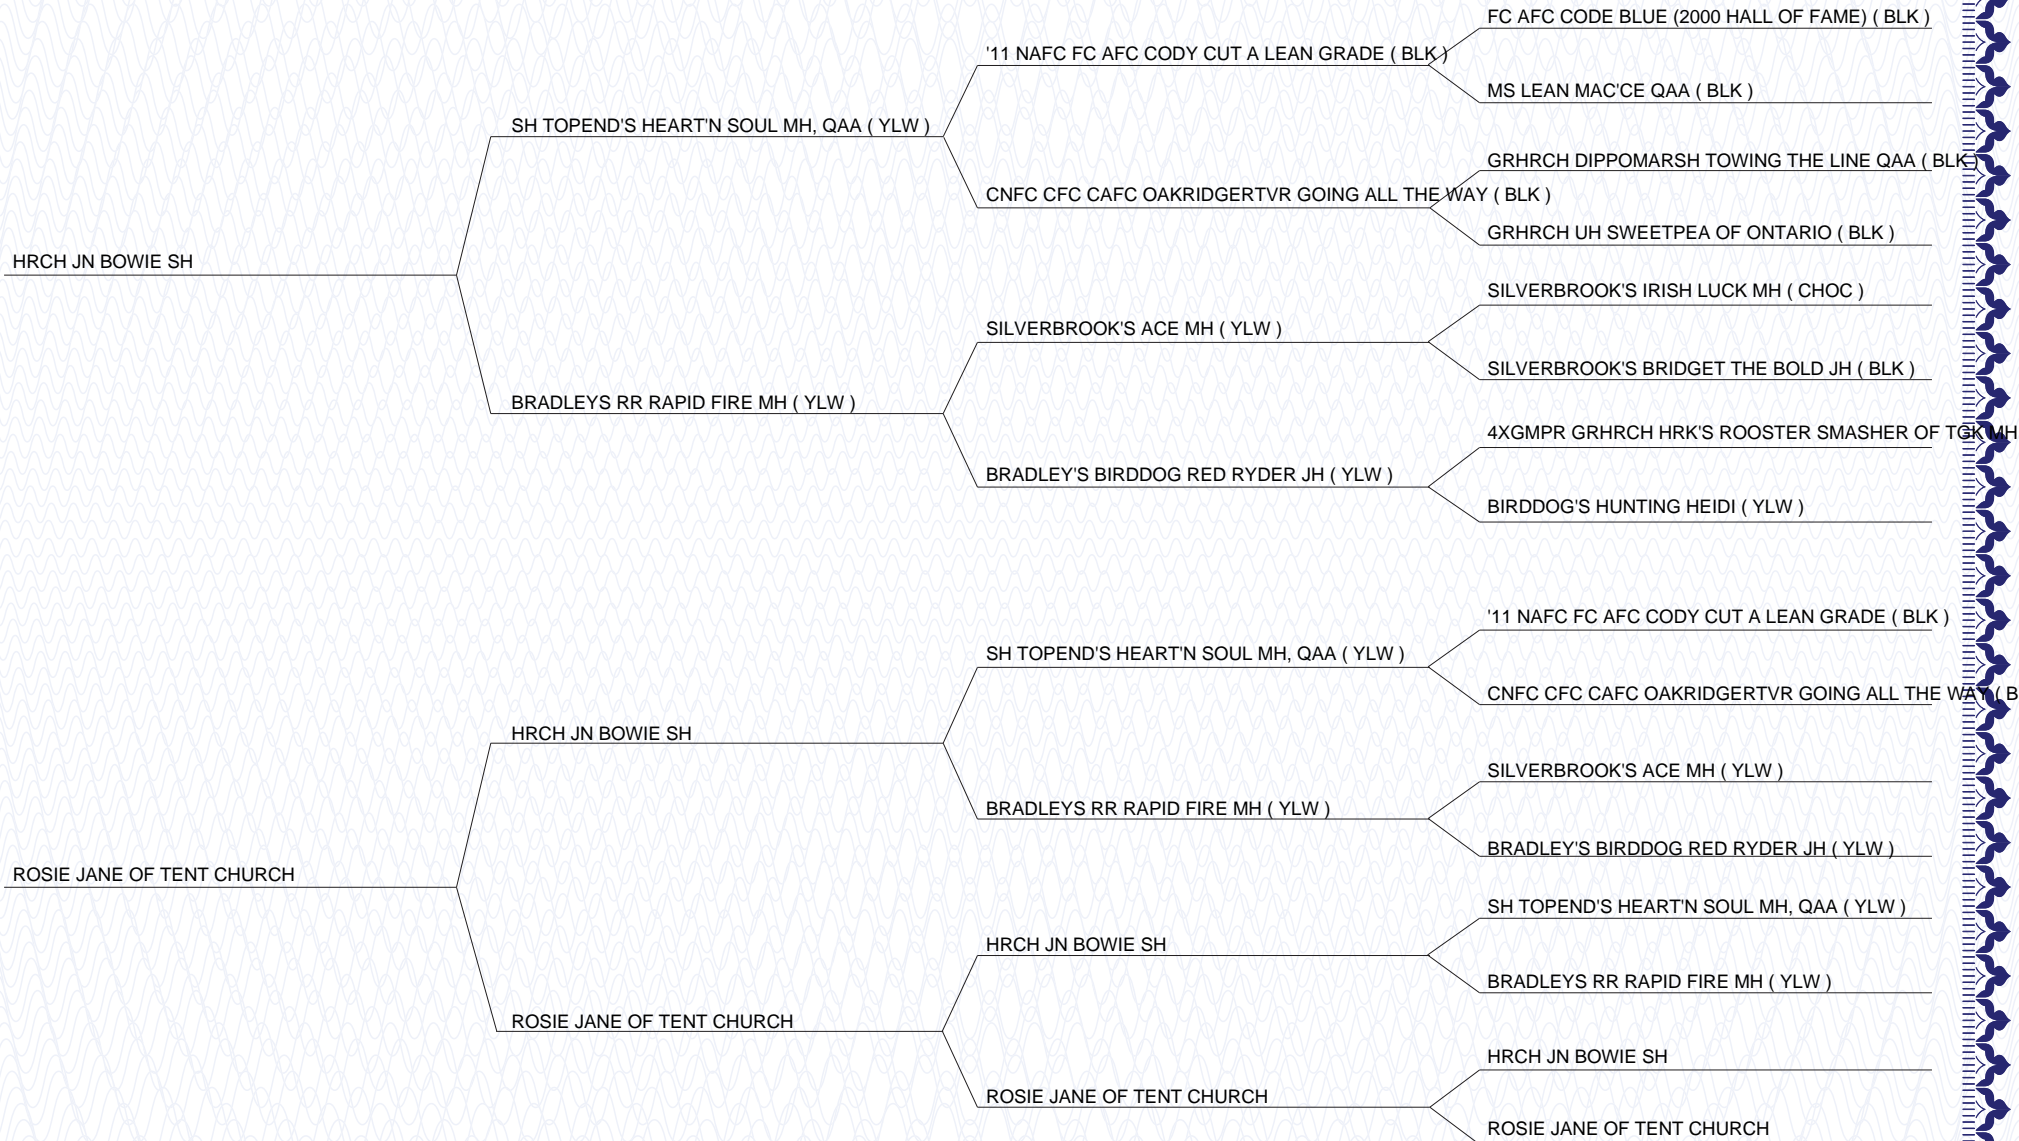 FC AFC CODE BLUE (2000 HALL OF FAME) ( BLK )
'11 NAFC FC AFC CODY CUT A LEAN GRADE ( BLK )
MS LEAN MAC'CE QAA ( BLK )
SH TOPEND'S HEART'N SOUL MH, QAA ( YLW )
GRHRCH DIPPOMARSH TOWING THE LINE QAA ( BLK )
CNFC CFC CAFC OAKRIDGERTVR GOING ALL THE WAY ( BLK )
GRHRCH UH SWEETPEA OF ONTARIO ( BLK )
HRCH JN BOWIE SH
SILVERBROOK'S IRISH LUCK MH ( CHOC )
SILVERBROOK'S ACE MH ( YLW )
SILVERBROOK'S BRIDGET THE BOLD JH ( BLK )
BRADLEYS RR RAPID FIRE MH ( YLW )
4XGMPR GRHRCH HRK'S ROOSTER SMASHER OF TGK MH
BRADLEY'S BIRDDOG RED RYDER JH ( YLW )
BIRDDOG'S HUNTING HEIDI ( YLW )
'11 NAFC FC AFC CODY CUT A LEAN GRADE ( BLK )
SH TOPEND'S HEART'N SOUL MH, QAA ( YLW )
CNFC CFC CAFC OAKRIDGERTVR GOING ALL THE WAY ( B
HRCH JN BOWIE SH
SILVERBROOK'S ACE MH ( YLW )
BRADLEYS RR RAPID FIRE MH ( YLW )
BRADLEY'S BIRDDOG RED RYDER JH ( YLW )
ROSIE JANE OF TENT CHURCH
SH TOPEND'S HEART'N SOUL MH, QAA ( YLW )
HRCH JN BOWIE SH
BRADLEYS RR RAPID FIRE MH ( YLW )
ROSIE JANE OF TENT CHURCH
HRCH JN BOWIE SH
ROSIE JANE OF TENT CHURCH
ROSIE JANE OF TENT CHURCH